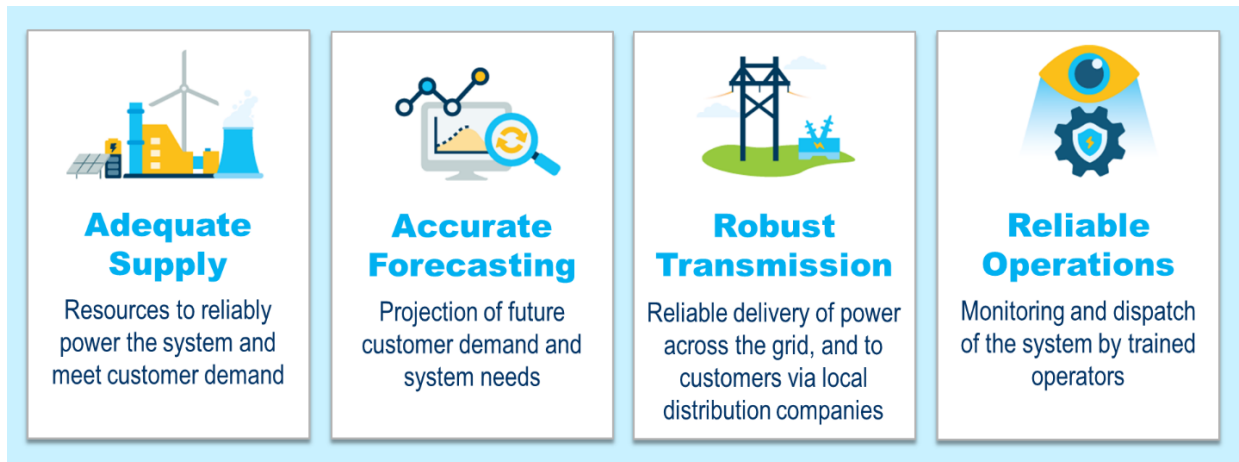 Adequate
Supply
Resources to reliably
power the system and
meet customer demand
Accurate
Forecasting
Projection of future
customer demand and
system needs
Robust
Transmission
Reliable delivery of power
across the grid, and to
customers via local
distribution companies
Reliable
Operations
Monitoring and dispatch
of the system by trained
operators